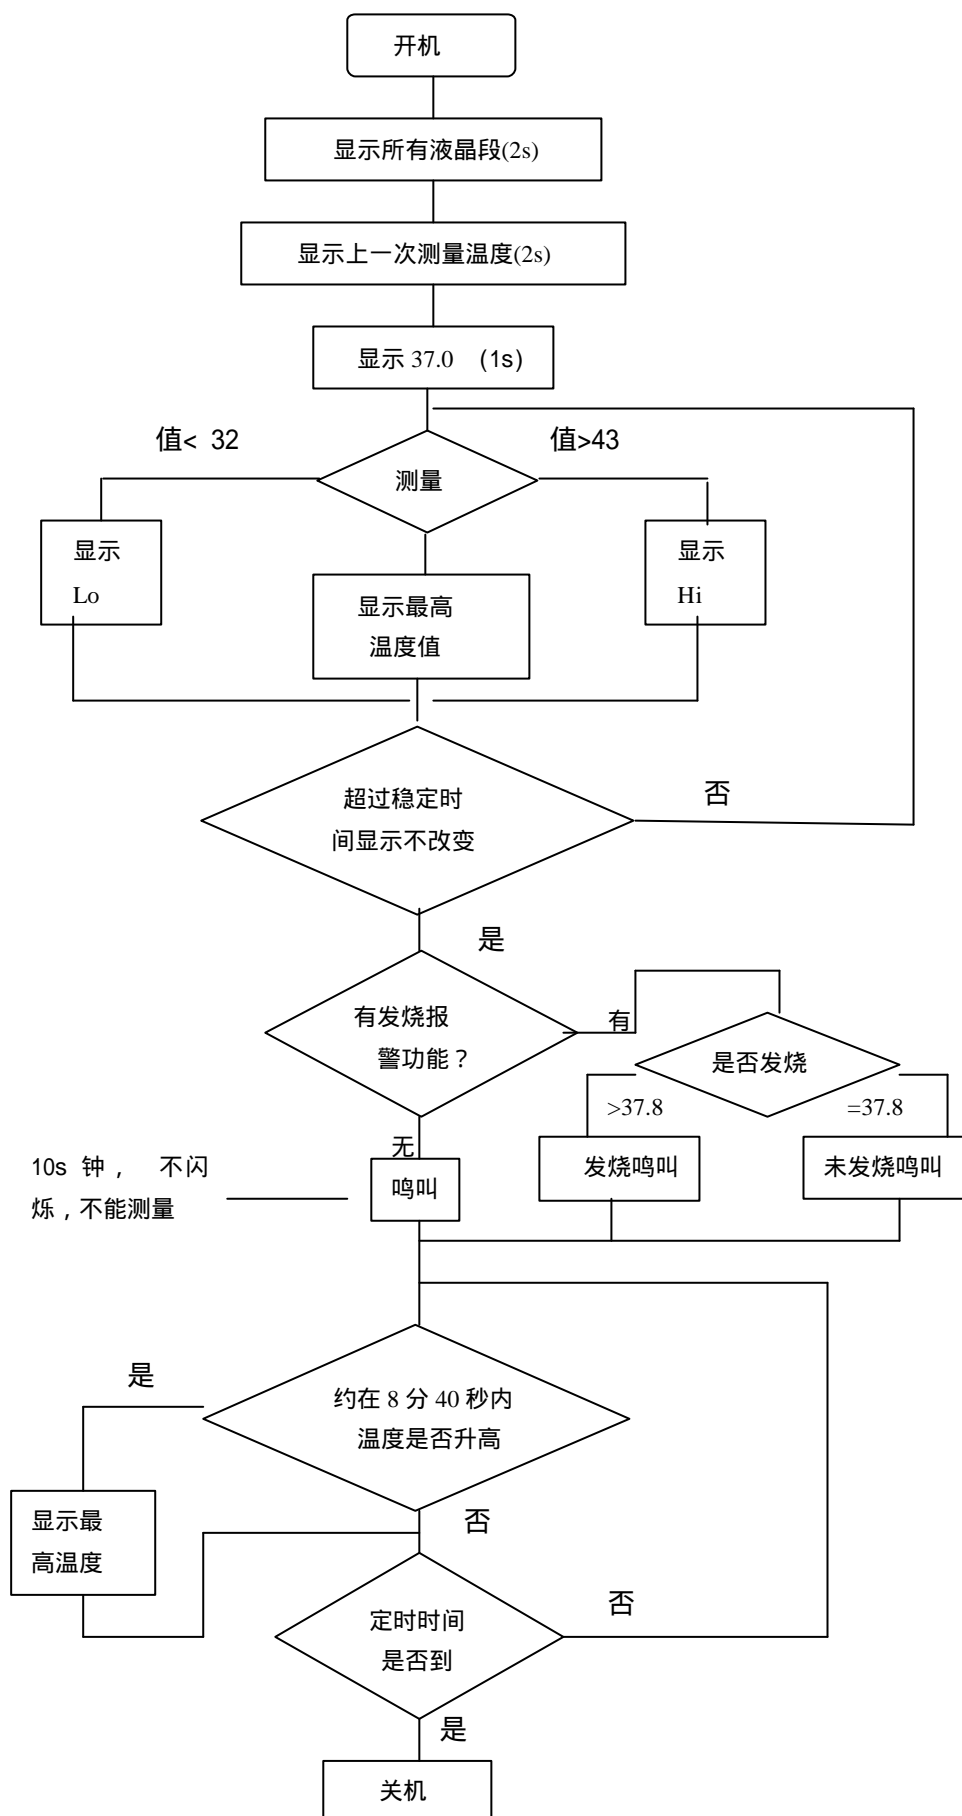 开机
显示所有液晶段(2s)
显示上一次测量温度(2s)
显示 37.0 (1s)
值< 32
值>43
测量
显示
Lo
显示最高
温度值
显示
Hi
超过稳定时
间显示不改变
否
是
有发烧报
警功能？
有
是否发烧
>37.8
=37.8
无
发烧鸣叫
未发烧鸣叫
10s 钟， 不闪
烁，不能测量
鸣叫
是
约在 8 分 40 秒内
温度是否升高
否
显示最
高温度
定时时间
是否到
否
是
关机